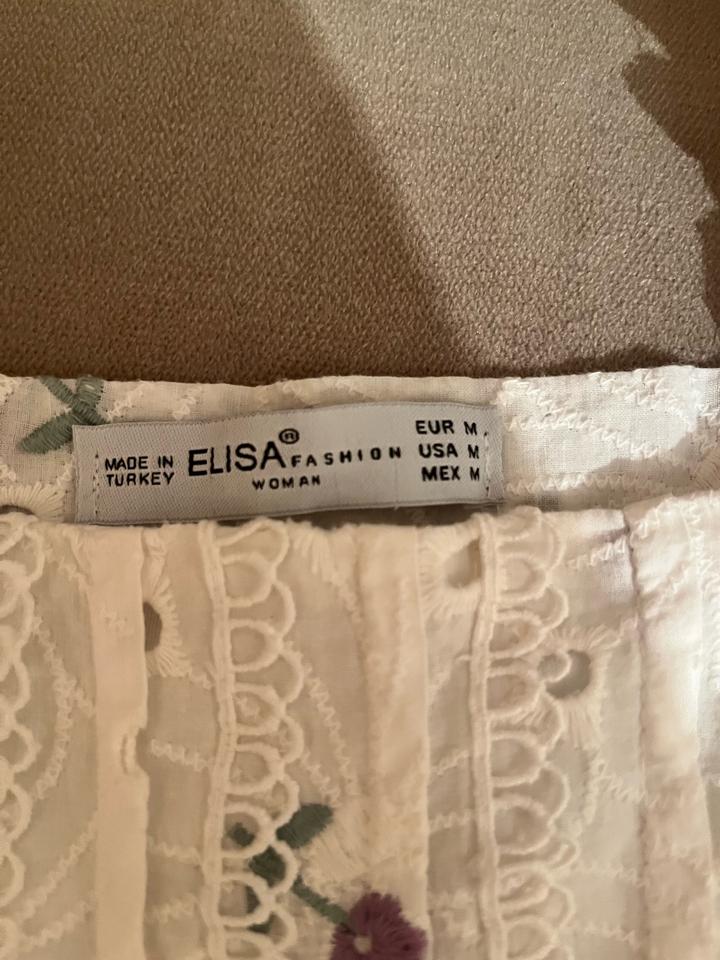 MADE IN
TURKEY
ELISA® FASHION
WOMAN
EUR M
USA M
MEX M